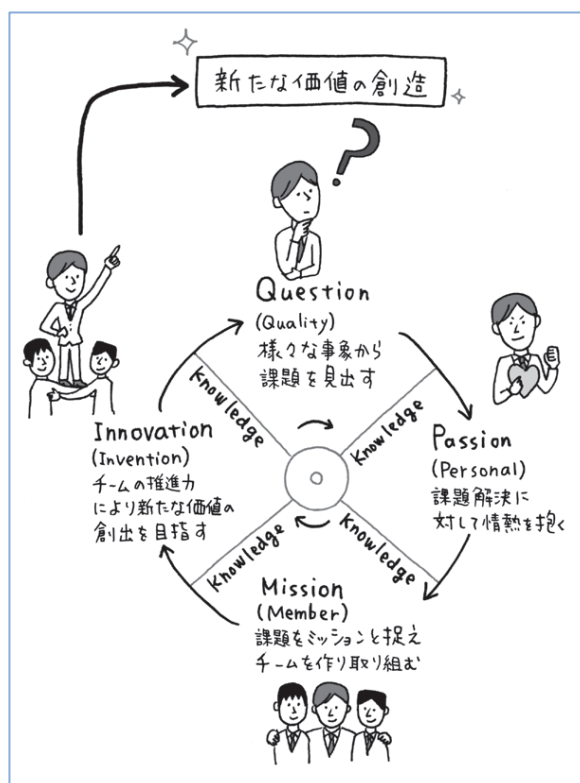 新たな価値の創造
?
Question
(Quality)
様々な事象から
課題を見出す
Knowledge
Knowledge
Passion
(Personal)
課題解決に
対して情熱を抱く
Innovation
(Invention)
チームの推進力
により新たな価値の
創出を目指す
Knowledge
Knowledge
Mission
(Member)
課題をミッションと捉え
チームを作り取り組む